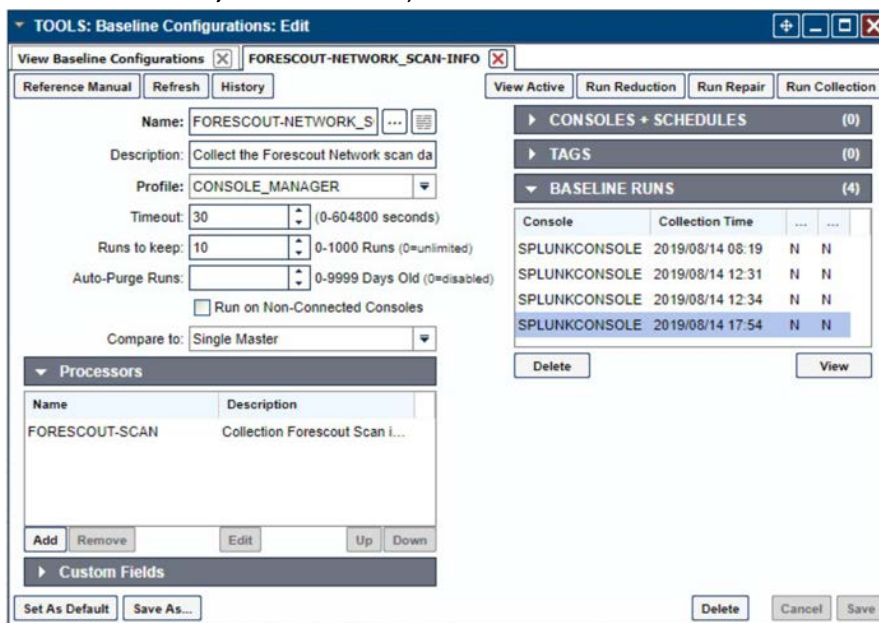 TOOLS: Baseline Configurations: Edit
View Baseline Configurations FORESCOUT-NETWORK_SCAN-INFO
Reference Manual Refresh History View Active Run Reduction Run Repair Run Collection
Name: FORESCOUT-NETWORK_S ...
Description: Collect the Forescout Network scan da
Profile: CONSOLE_MANAGER
Timeout: 30 (0-604800 seconds)
Runs to keep: 10 0-1000 Runs (0=unlimited)
Auto-Purge Runs: 0-9999 Days Old (0=disabled)
Run on Non-Connected Consoles
Compare to: Single Master
Processors
Name Description
FORESCOUT-SCAN Collection Forescout Scan i...
Add Remove Edit Up Down
Custom Fields
CONSOLES + SCHEDULES (0)
TAGS (0)
BASELINE RUNS (4)
Console Collection Time ... ...
SPLUNKCONSOLE 2019/08/14 08:19 N N
SPLUNKCONSOLE 2019/08/14 12:31 N N
SPLUNKCONSOLE 2019/08/14 12:34 N N
SPLUNKCONSOLE 2019/08/14 17:54 N N
Delete View
Set As Default Save As... Delete Cancel Save